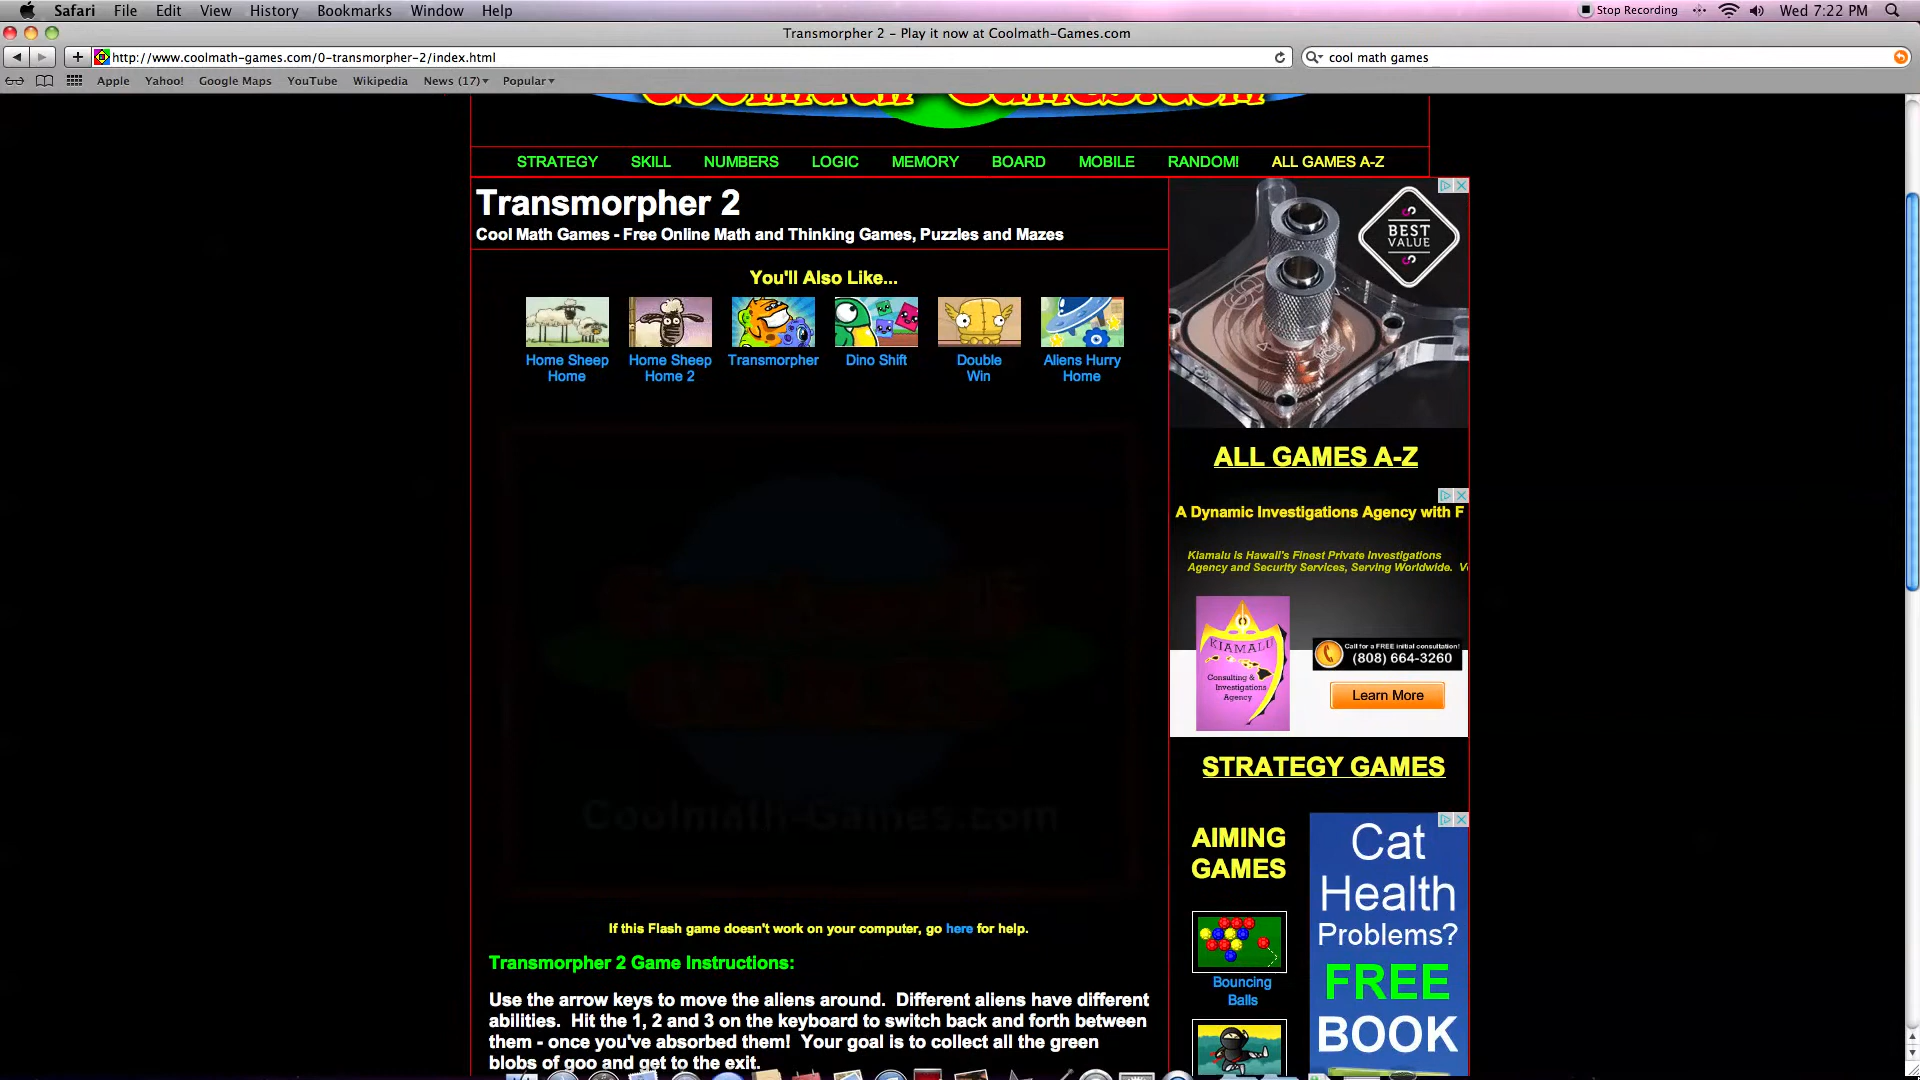 Safari File Edit View History Bookmarks Window Help
Stop Recording
Wed 7:22 PM
Transmorpher 2 – Play it now at Coolmath-Games.com
http://www.coolmath-games.com/0-transmorpher-2/index.html
cool math games
Apple Yahoo! Google Maps YouTube Wikipedia News (17) Popular
STRATEGY SKILL NUMBERS LOGIC MEMORY BOARD MOBILE RANDOM! ALL GAMES A-Z
Transmorpher 2
Cool Math Games - Free Online Math and Thinking Games, Puzzles and Mazes
You'll Also Like...
Home Sheep
Home
Home Sheep
Home 2
Transmorpher
Dino Shift
Double
Win
Aliens Hurry
Home
Coolmath-Games.com
If this Flash game doesn't work on your computer, go here for help.
Transmorpher 2 Game Instructions:
Use the arrow keys to move the aliens around. Different aliens have different
abilities. Hit the 1, 2 and 3 on the keyboard to switch back and forth between
them - once you've absorbed them! Your goal is to collect all the green
blobs of goo and get to the exit.
BEST
VALUE
ALL GAMES A-Z
A Dynamic Investigations Agency with F
Kiamalu Is Hawaii's Finest Private Investigations
Agency and Security Services, Serving Worldwide.
KIAMALU
Consulting &
Investigations
Agency
Call for a FREE initial consultation!
(808) 664-3260
Learn More
STRATEGY GAMES
AIMING
GAMES
Bouncing
Balls
Cat
Health
Problems?
FREE
BOOK